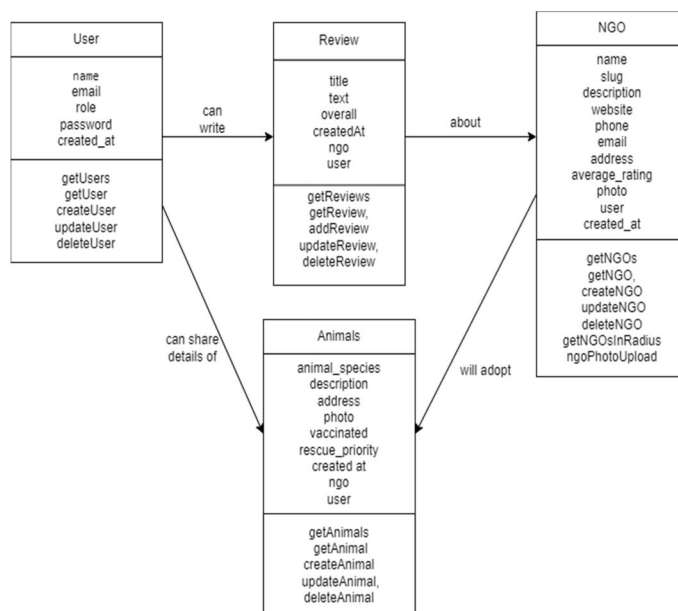 User
name
email
role
password
created_at
getUsers
getUser
createUser
updateUser
deleteUser
can
write
Review
title
text
overall
createdAt
ngo
user
getReviews
getReview,
addReview
updateReview,
deleteReview
about
NGO
name
slug
description
website
phone
email
address
average_rating
photo
user
created_at
getNGOs
getNGO,
createNGO
updateNGO
deleteNGO
getNGOsInRadius
ngoPhotoUpload
can share
details of
Animals
animal_species
description
address
photo
vaccinated
rescue_priority
created at
ngo
user
getAnimals
getAnimal
createAnimal
updateAnimal,
deleteAnimal
will adopt